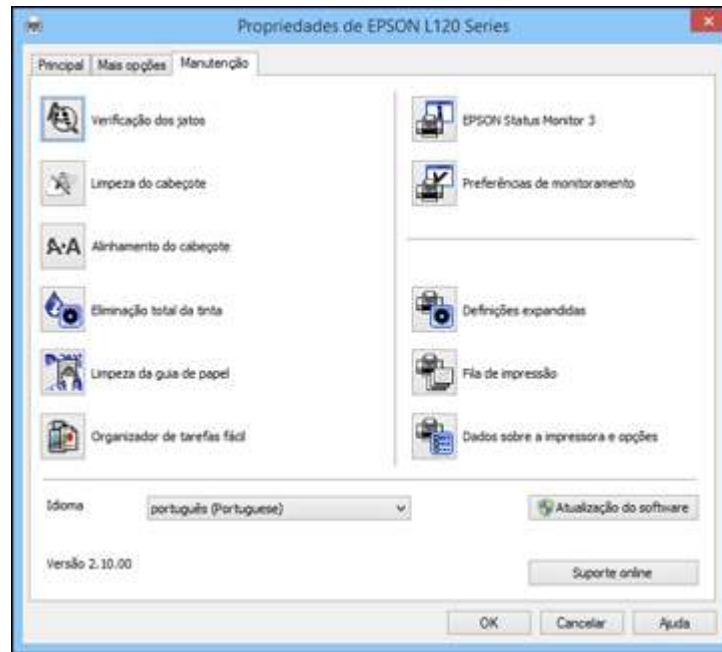 Propriedades de EPSON L120 Series
Principal
Mais opções
Manutenção
Verificação dos jatos
Limpeza do cabeçote
A·A
Alinhamento do cabeçote
Eliminação total da tinta
Limpeza da guia de papel
Organizador de tarefas fácil
EPSON Status Monitor 3
Preferências de monitoramento
Definições expandidas
Fila de impressão
Dados sobre a impressora e opções
Idioma
português (Portuguese)
Atualização do software
Versão 2.10.00
Suporte online
OK
Cancelar
Ajuda